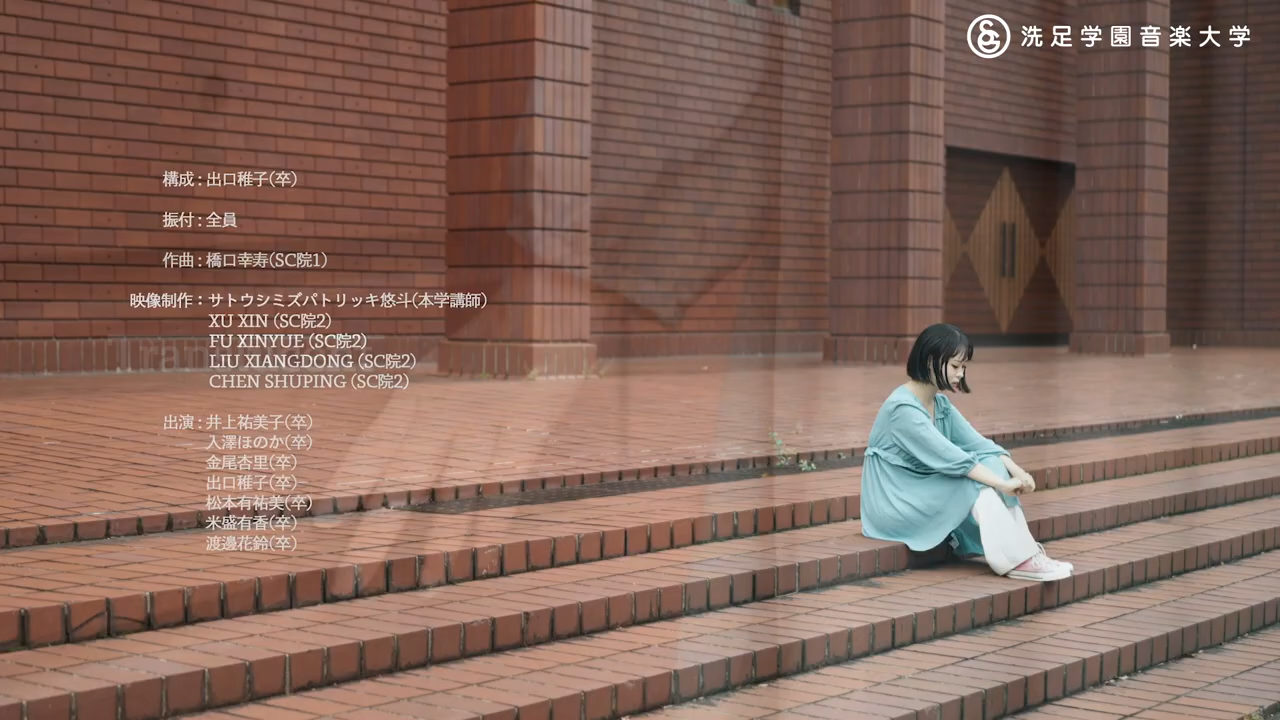 洗足学園音楽大学
構成 : 出口稚子(卒)
振付 : 全員
作曲 : 橋口幸寿(SC院1)
映像制作 : サトウシミズパトリッキ悠斗(本学講師)
XU XIN (SC院2)
FU XINYUE (SC院2)
LIU XIANGDONG (SC院2)
CHEN SHUPING (SC院2)
出演 : 井上祐美子(卒)
入澤ほのか(卒)
金尾杏里(卒)
出口稚子(卒)
松本有祐美(卒)
米盛有香(卒)
渡邊花鈴(卒)